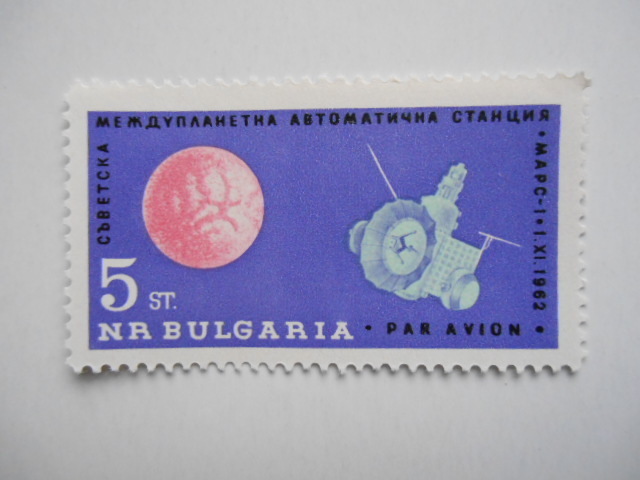 СЪВЕТСКА
МЕЖДУПЛАНЕТНА АВТОМАТИЧНА СТАНЦИЯ
• МАРС-1 • 1.XI.1962 •
5 ST.
NR BULGARIA • PAR AVION